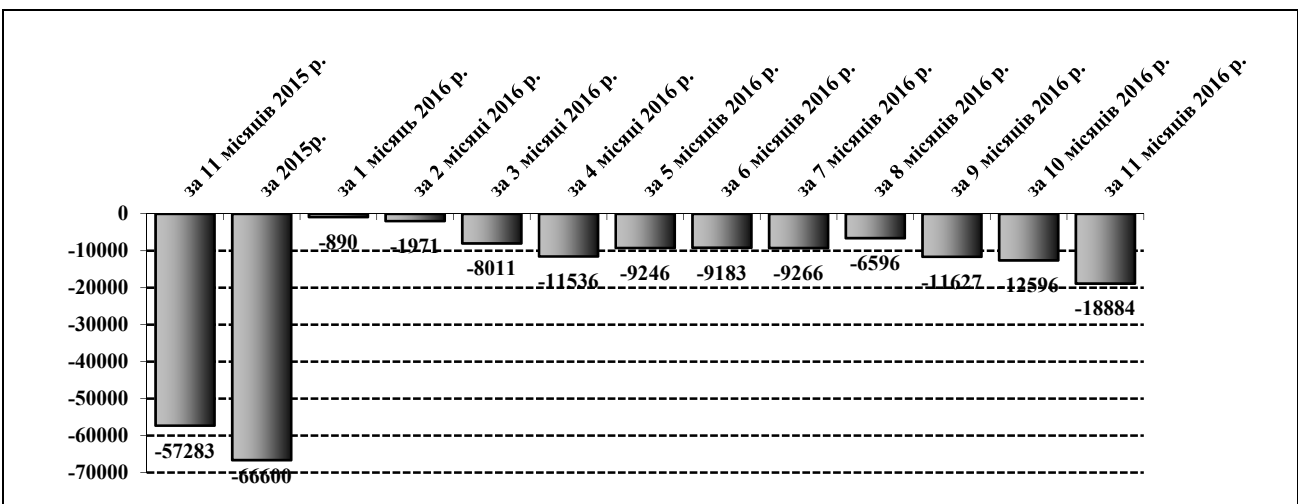 за 11 місяців 2015 р.
за 2015р.
за 1 місяць 2016 р.
за 2 місяці 2016 р.
за 3 місяці 2016 р.
за 4 місяці 2016 р.
за 5 місяців 2016 р.
за 6 місяців 2016 р.
за 7 місяців 2016 р.
за 8 місяців 2016 р.
за 9 місяців 2016 р.
за 10 місяців 2016 р.
за 11 місяців 2016 р.
0
-10000
-20000
-30000
-40000
-50000
-60000
-70000
-57283
-66600
-890
-1971
-8011
-11536
-9246
-9183
-9266
-6596
-11627
-12596
-18884